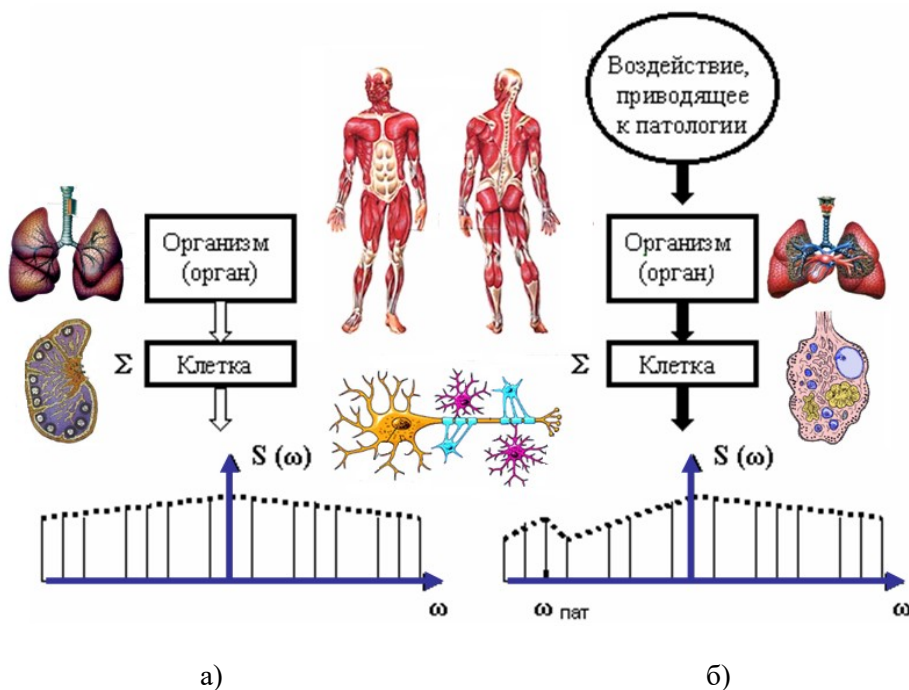 Воздействие,
приводящее
к патологии
Организм
(орган)
Σ
Клетка
S (ω)
ω
Организм
(орган)
Σ
Клетка
S (ω)
ω пат
ω
а)
б)